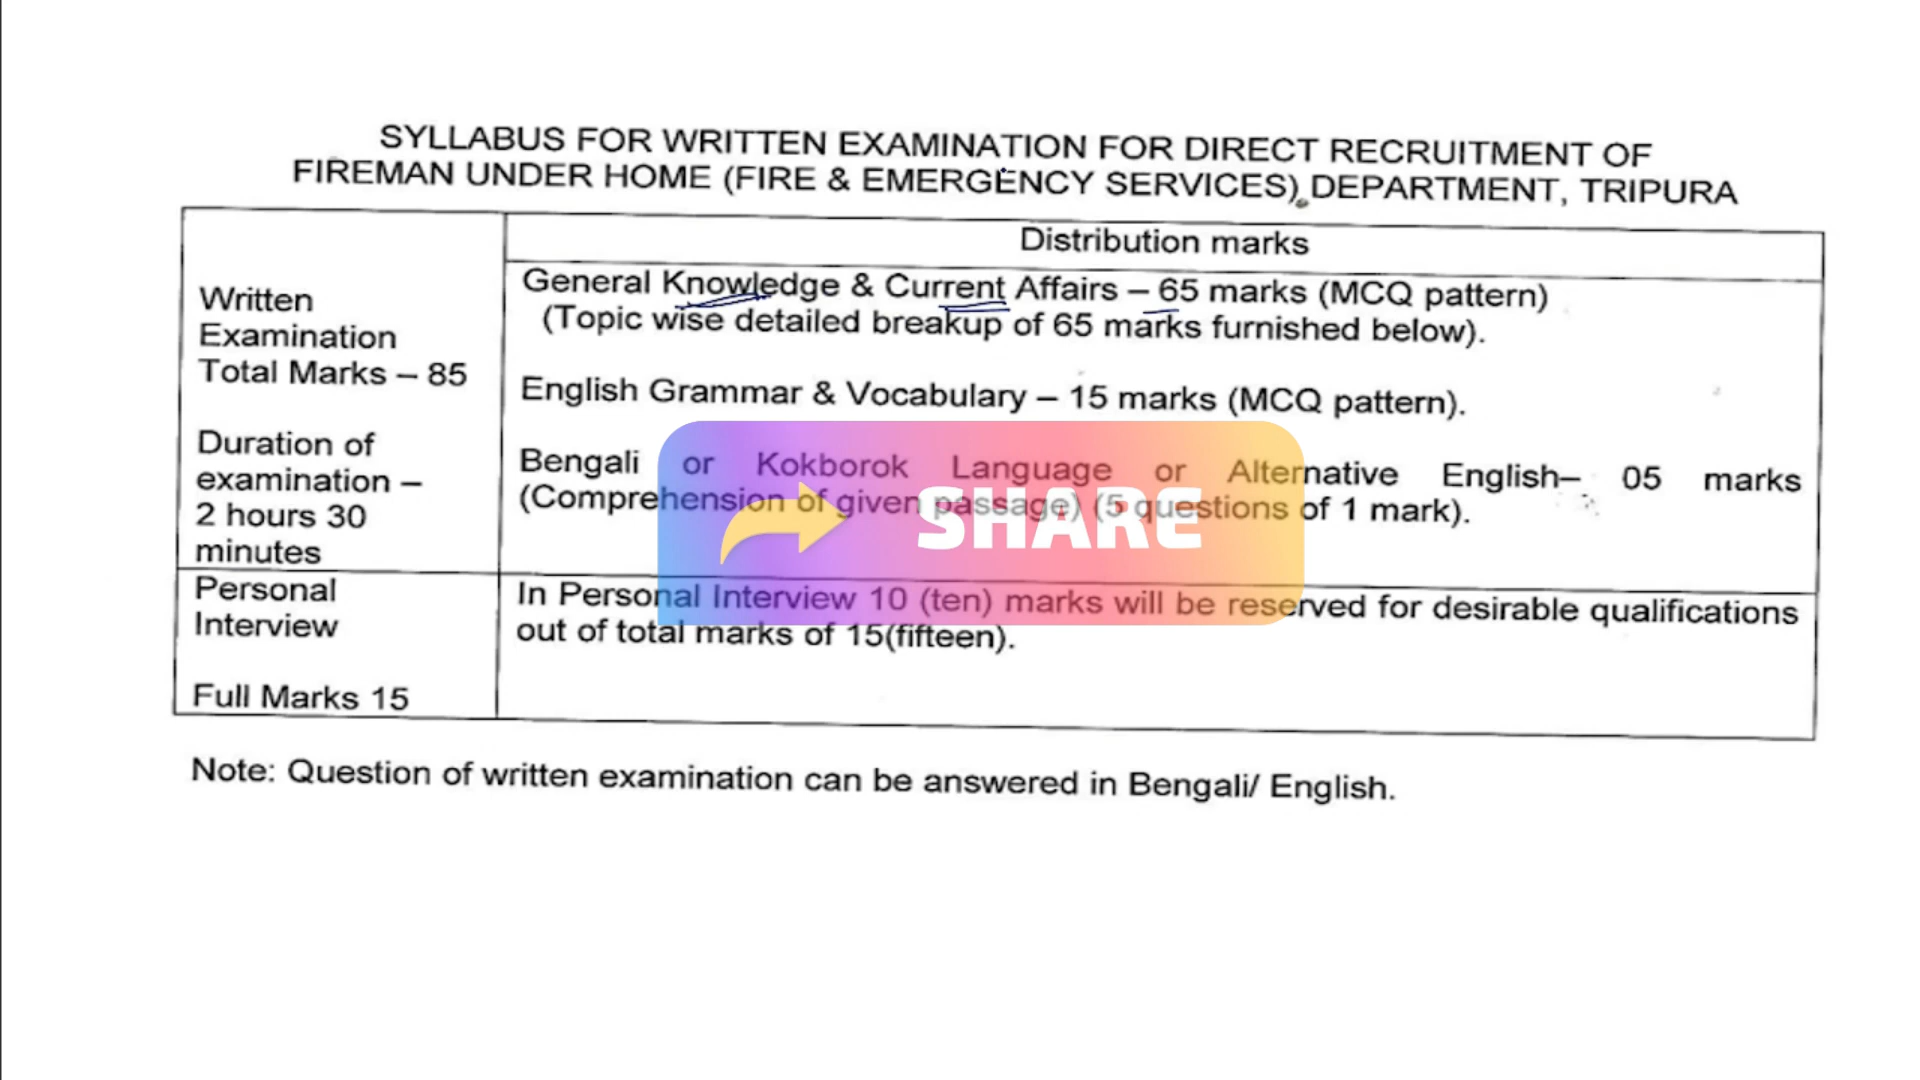 SYLLABUS FOR WRITTEN EXAMINATION FOR DIRECT RECRUITMENT OF
FIREMAN UNDER HOME (FIRE & EMERGENCY SERVICES) DEPARTMENT, TRIPURA
Distribution marks
Written
Examination
Total Marks – 85
Duration of
examination –
2 hours 30
minutes
General Knowledge & Current Affairs – 65 marks (MCQ pattern)
(Topic wise detailed breakup of 65 marks furnished below).
English Grammar & Vocabulary – 15 marks (MCQ pattern).
Bengali or Kokborok Language or Alternative English– 05 marks
(Comprehension of given passage) (5 questions of 1 mark).
SHARE
Personal
Interview
Full Marks 15
In Personal Interview 10 (ten) marks will be reserved for desirable qualifications
out of total marks of 15(fifteen).
Note: Question of written examination can be answered in Bengali/ English.